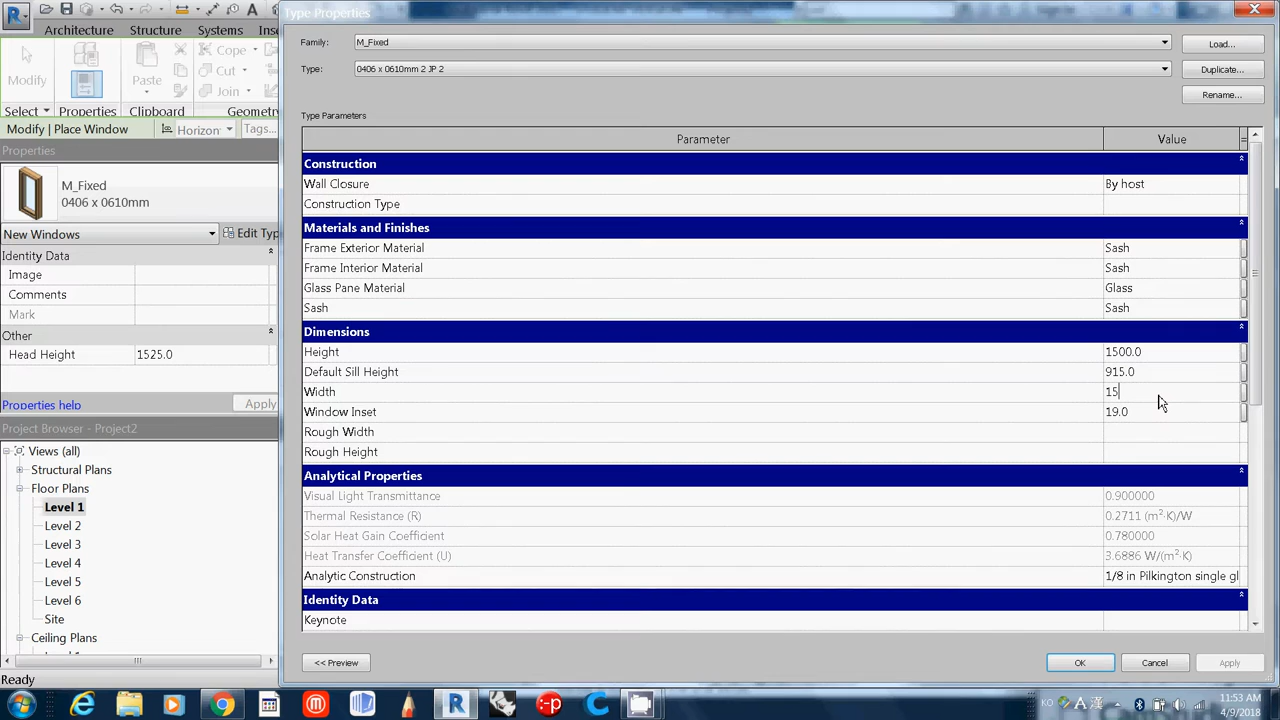 Type Properties
Architecture Structure Systems Ins
Modify
Paste
Cope
Cut
Join
Select Properties Clipboard Geometry
Modify | Place Window Horizon Tags...
Properties
M_Fixed
0406 x 0610mm
New Windows Edit Typ
Identity Data
Image
Comments
Mark
Other
Head Height 1525.0
Properties help Apply
Project Browser - Project2
Views (all)
Structural Plans
Floor Plans
Level 1
Level 2
Level 3
Level 4
Level 5
Level 6
Site
Ceiling Plans
Ready
Family: M_Fixed Load...
Type: 0406 x 0610mm 2 JP 2 Duplicate...
Rename...
Type Parameters
Parameter Value
Construction
Wall Closure By host
Construction Type
Materials and Finishes
Frame Exterior Material Sash
Frame Interior Material Sash
Glass Pane Material Glass
Sash Sash
Dimensions
Height 1500.0
Default Sill Height 915.0
Width 15
Window Inset 19.0
Rough Width
Rough Height
Analytical Properties
Visual Light Transmittance 0.900000
Thermal Resistance (R) 0.2711 (m²·K)/W
Solar Heat Gain Coefficient 0.780000
Heat Transfer Coefficient (U) 3.6886 W/(m²·K)
Analytic Construction 1/8 in Pilkington single gl
Identity Data
Keynote
<< Preview OK Cancel Apply
KO A 漢
11:53 AM
4/9/2018